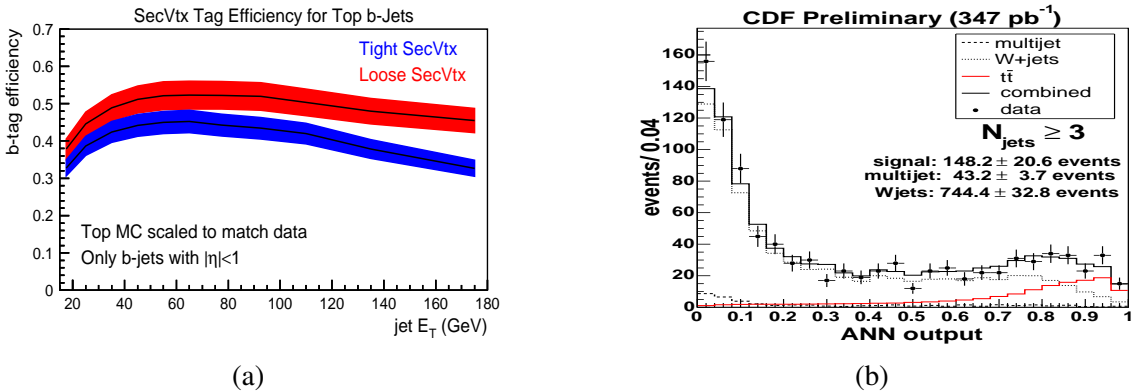 SecVtx Tag Efficiency for Top b-Jets
b-tag efficiency
0.7
0.6
0.5
0.4
0.3
0.2
0.1
0
Tight SecVtx
Loose SecVtx
Top MC scaled to match data
Only b-jets with |η|<1
20 40 60 80 100 120 140 160 180
jet E_T (GeV)
(a)
CDF Preliminary (347 pb⁻¹)
events/ 0.04
160
140
120
100
80
60
40
20
0
multijet
W+jets
tt̄
combined
data
N_jets ≥ 3
signal: 148.2 ± 20.6 events
multijet: 43.2 ± 3.7 events
Wjets: 744.4 ± 32.8 events
0 0.1 0.2 0.3 0.4 0.5 0.6 0.7 0.8 0.9 1
ANN output
(b)